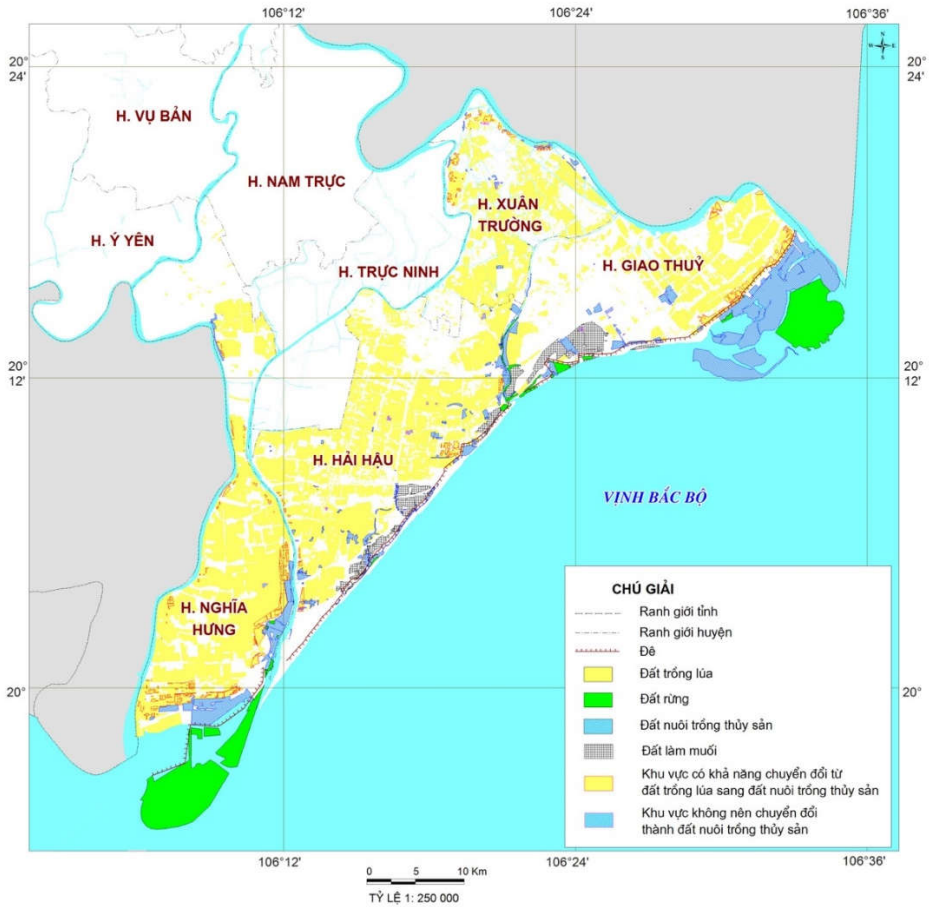 106°12' 106°24' 106°36'
20° 24'
20° 24'
H. VỤ BẢN
H. NAM TRỰC
H. XUÂN
TRƯỜNG
H. Ý YÊN
H. TRỰC NINH
H. GIAO THUỶ
20° 12'
20° 12'
H. HẢI HẬU
VỊNH BẮC BỘ
H. NGHĨA
HƯNG
CHÚ GIẢI
Ranh giới tỉnh
Ranh giới huyện
Đê
Đất trồng lúa
Đất rừng
Đất nuôi trồng thủy sản
Đất làm muối
Khu vực có khả năng chuyển đổi từ
đất trồng lúa sang đất nuôi trồng thủy sản
Khu vực không nên chuyển đổi
thành đất nuôi trồng thủy sản
20°
20°
106°12' 106°24' 106°36'
0 5 10 Km
TỶ LỆ 1: 250 000
N
W E
S